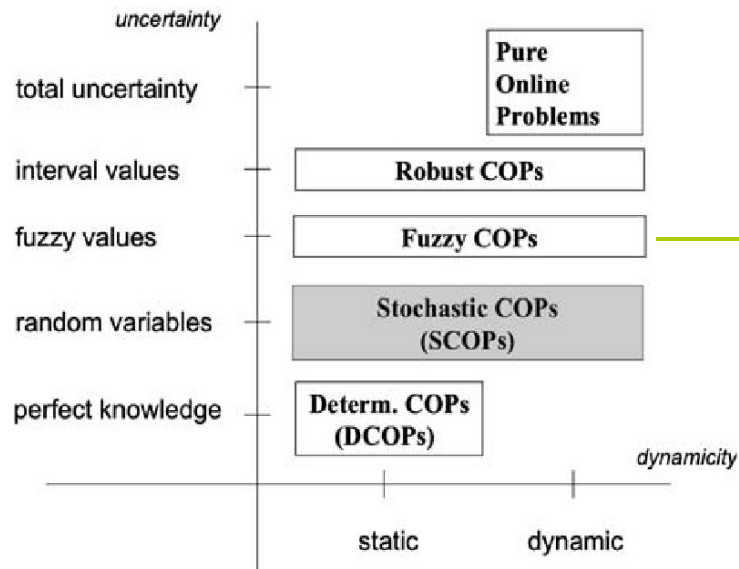 uncertainty
total uncertainty
Pure
Online
Problems
interval values
Robust COPs
fuzzy values
Fuzzy COPs
random variables
Stochastic COPs
(SCOPs)
perfect knowledge
Determ. COPs
(DCOPs)
dynamicity
static
dynamic